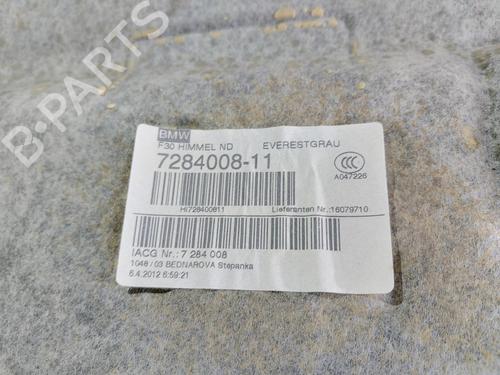 B-PARTS
BMW
F30 HIMMEL ND EVERESTGRAU
7284008-11
CCC
A047226
HI728400811 Lieferanten Nr.:16079710
IACG Nr.: 7 284 008
1048 / 03 BEDNAROVA Stepanka
6.4.2012 6:59:21